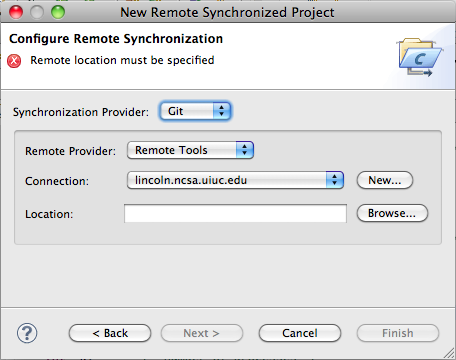 New Remote Synchronized Project
Configure Remote Synchronization
Remote location must be specified
Synchronization Provider: Git
Remote Provider: Remote Tools
Connection: lincoln.ncsa.uiuc.edu New...
Location: Browse...
? < Back Next > Cancel Finish